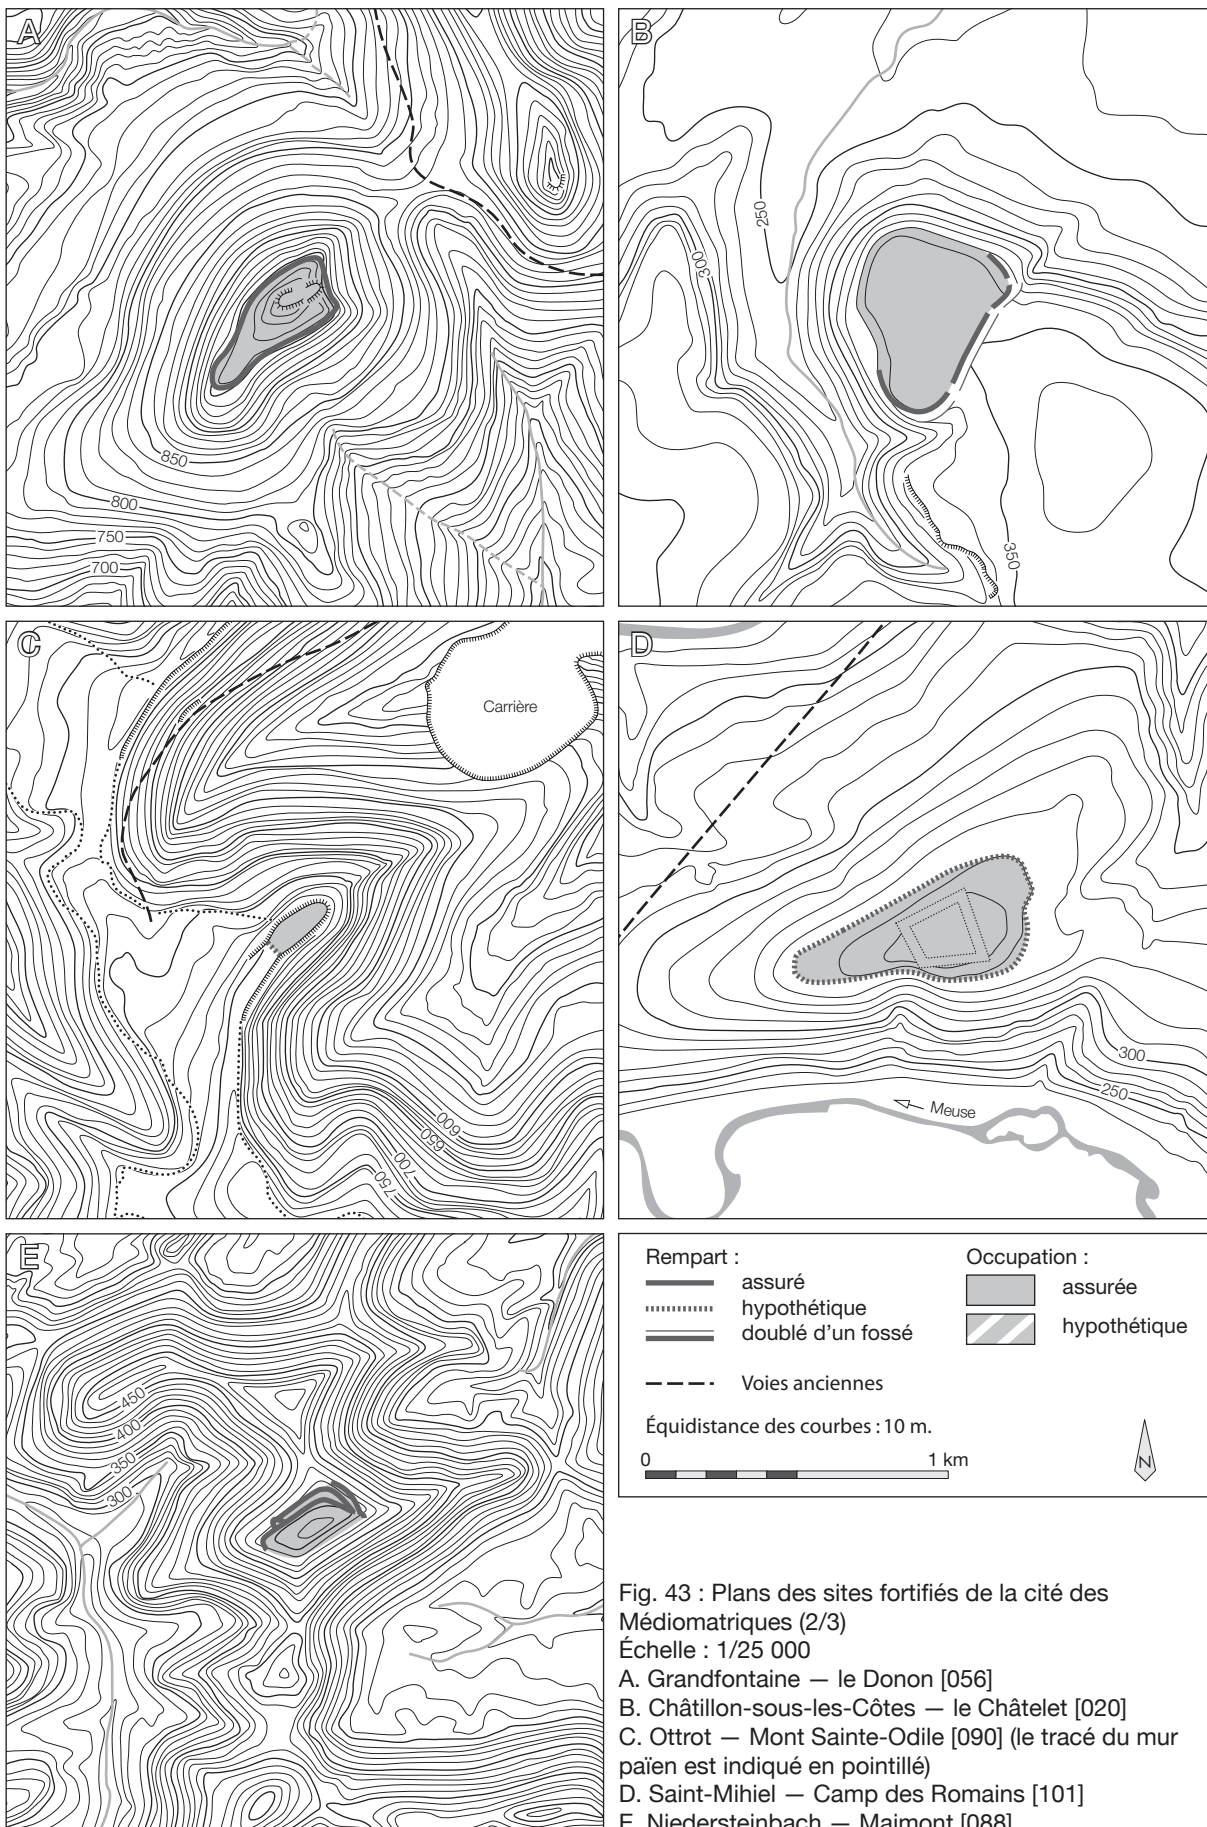 A
850
800
750
700
B
250
300
350
C
Carrière
600
650
700
750
D
300
250
Meuse
E
450
400
350
300
Rempart :
assuré
hypothétique
doublé d'un fossé
Occupation :
assurée
hypothétique
Voies anciennes
Équidistance des courbes : 10 m.
0 1 km
N
Fig. 43 : Plans des sites fortifiés de la cité des
Médiomatriques (2/3)
Échelle : 1/25 000
A. Grandfontaine — le Donon [056]
B. Châtillon-sous-les-Côtes — le Châtelet [020]
C. Ottrot — Mont Sainte-Odile [090] (le tracé du mur
païen est indiqué en pointillé)
D. Saint-Mihiel — Camp des Romains [101]
E. Niedersteinbach — Maimont [088]